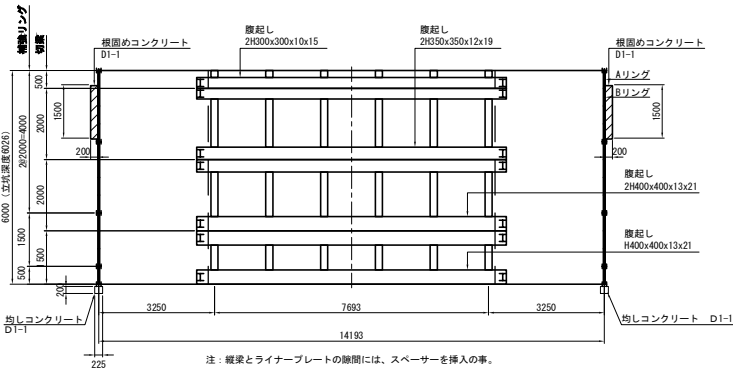 補強リング
切梁
根固めコンクリート
D1-1
腹起し
2H300x300x10x15
腹起し
2H350x350x12x19
根固めコンクリート
D1-1
Aリング
Bリング
6000 (立坑深度6026)
2@2000=4000
500
2000
1500
200
1500
200
2000
1500
500
500
200
腹起し
2H400x400x13x21
腹起し
H400x400x13x21
均しコンクリート
D1-1
3250
7693
3250
均しコンクリート D1-1
14193
225
注：縦梁とライナープレートの隙間には、スペーサーを挿入の事。